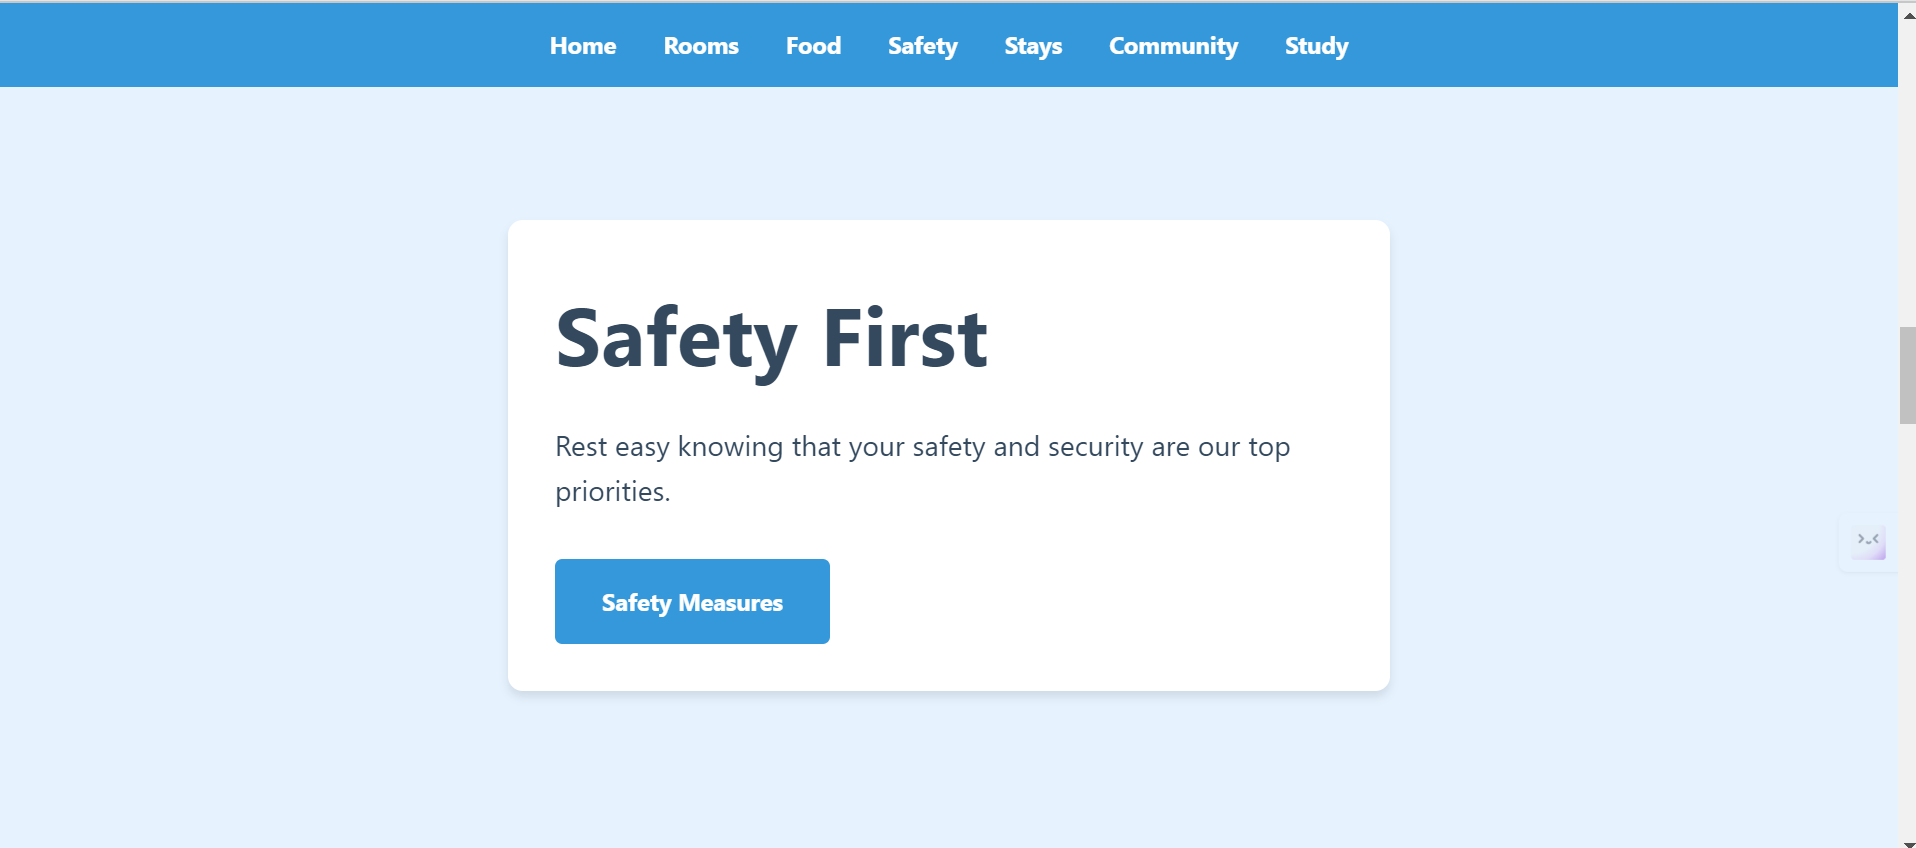 Home Rooms Food Safety Stays Community Study
Safety First
Rest easy knowing that your safety and security are our top
priorities.
Safety Measures